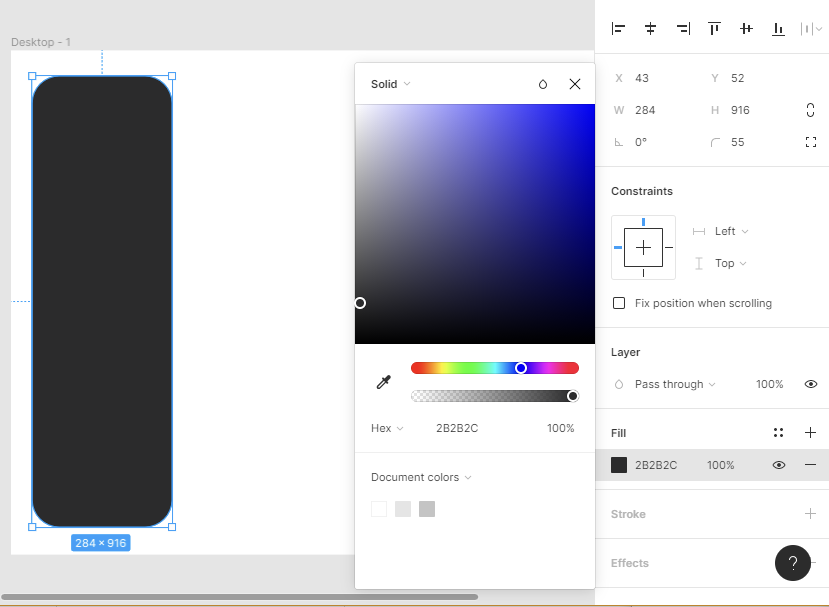 Desktop - 1
284 × 916
Solid
Hex
2B2B2C
100%
Document colors
X 43
Y 52
W 284
H 916
0°
55
Constraints
Left
Top
Fix position when scrolling
Layer
Pass through
100%
Fill
2B2B2C
100%
Stroke
Effects
?